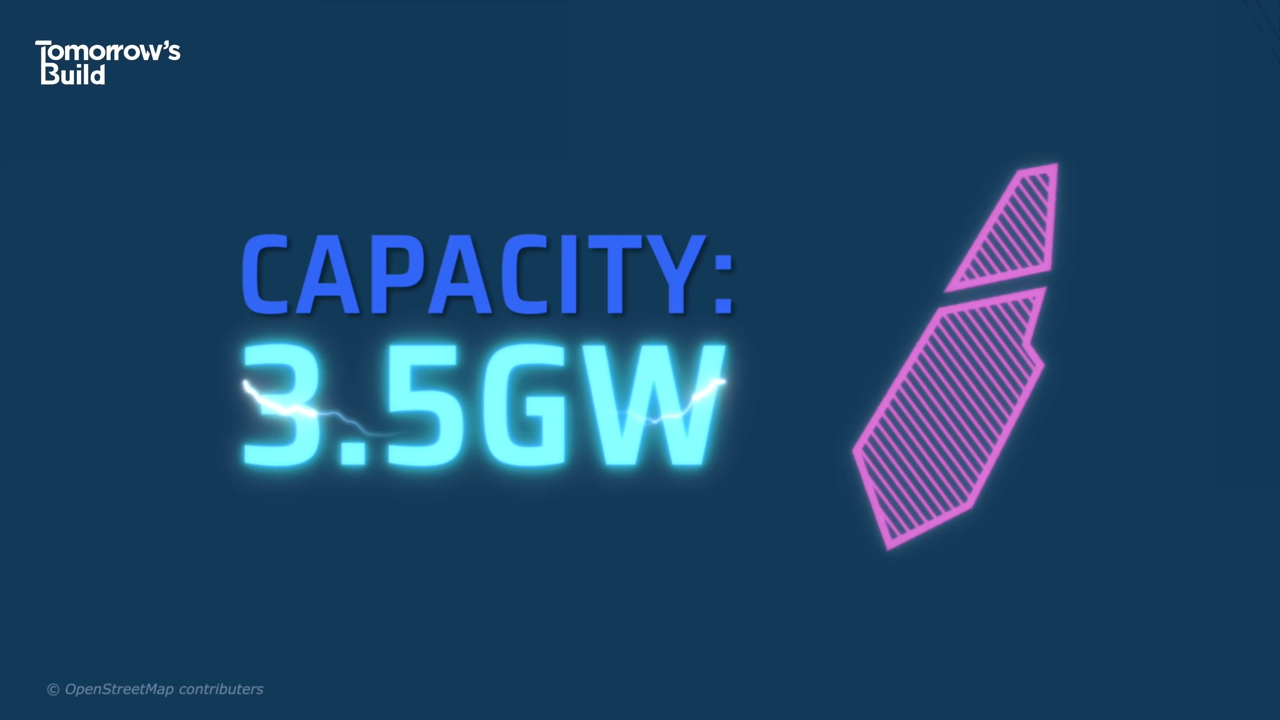 Tomorrow's
Build
CAPACITY:
3.5GW
© OpenStreetMap contributers